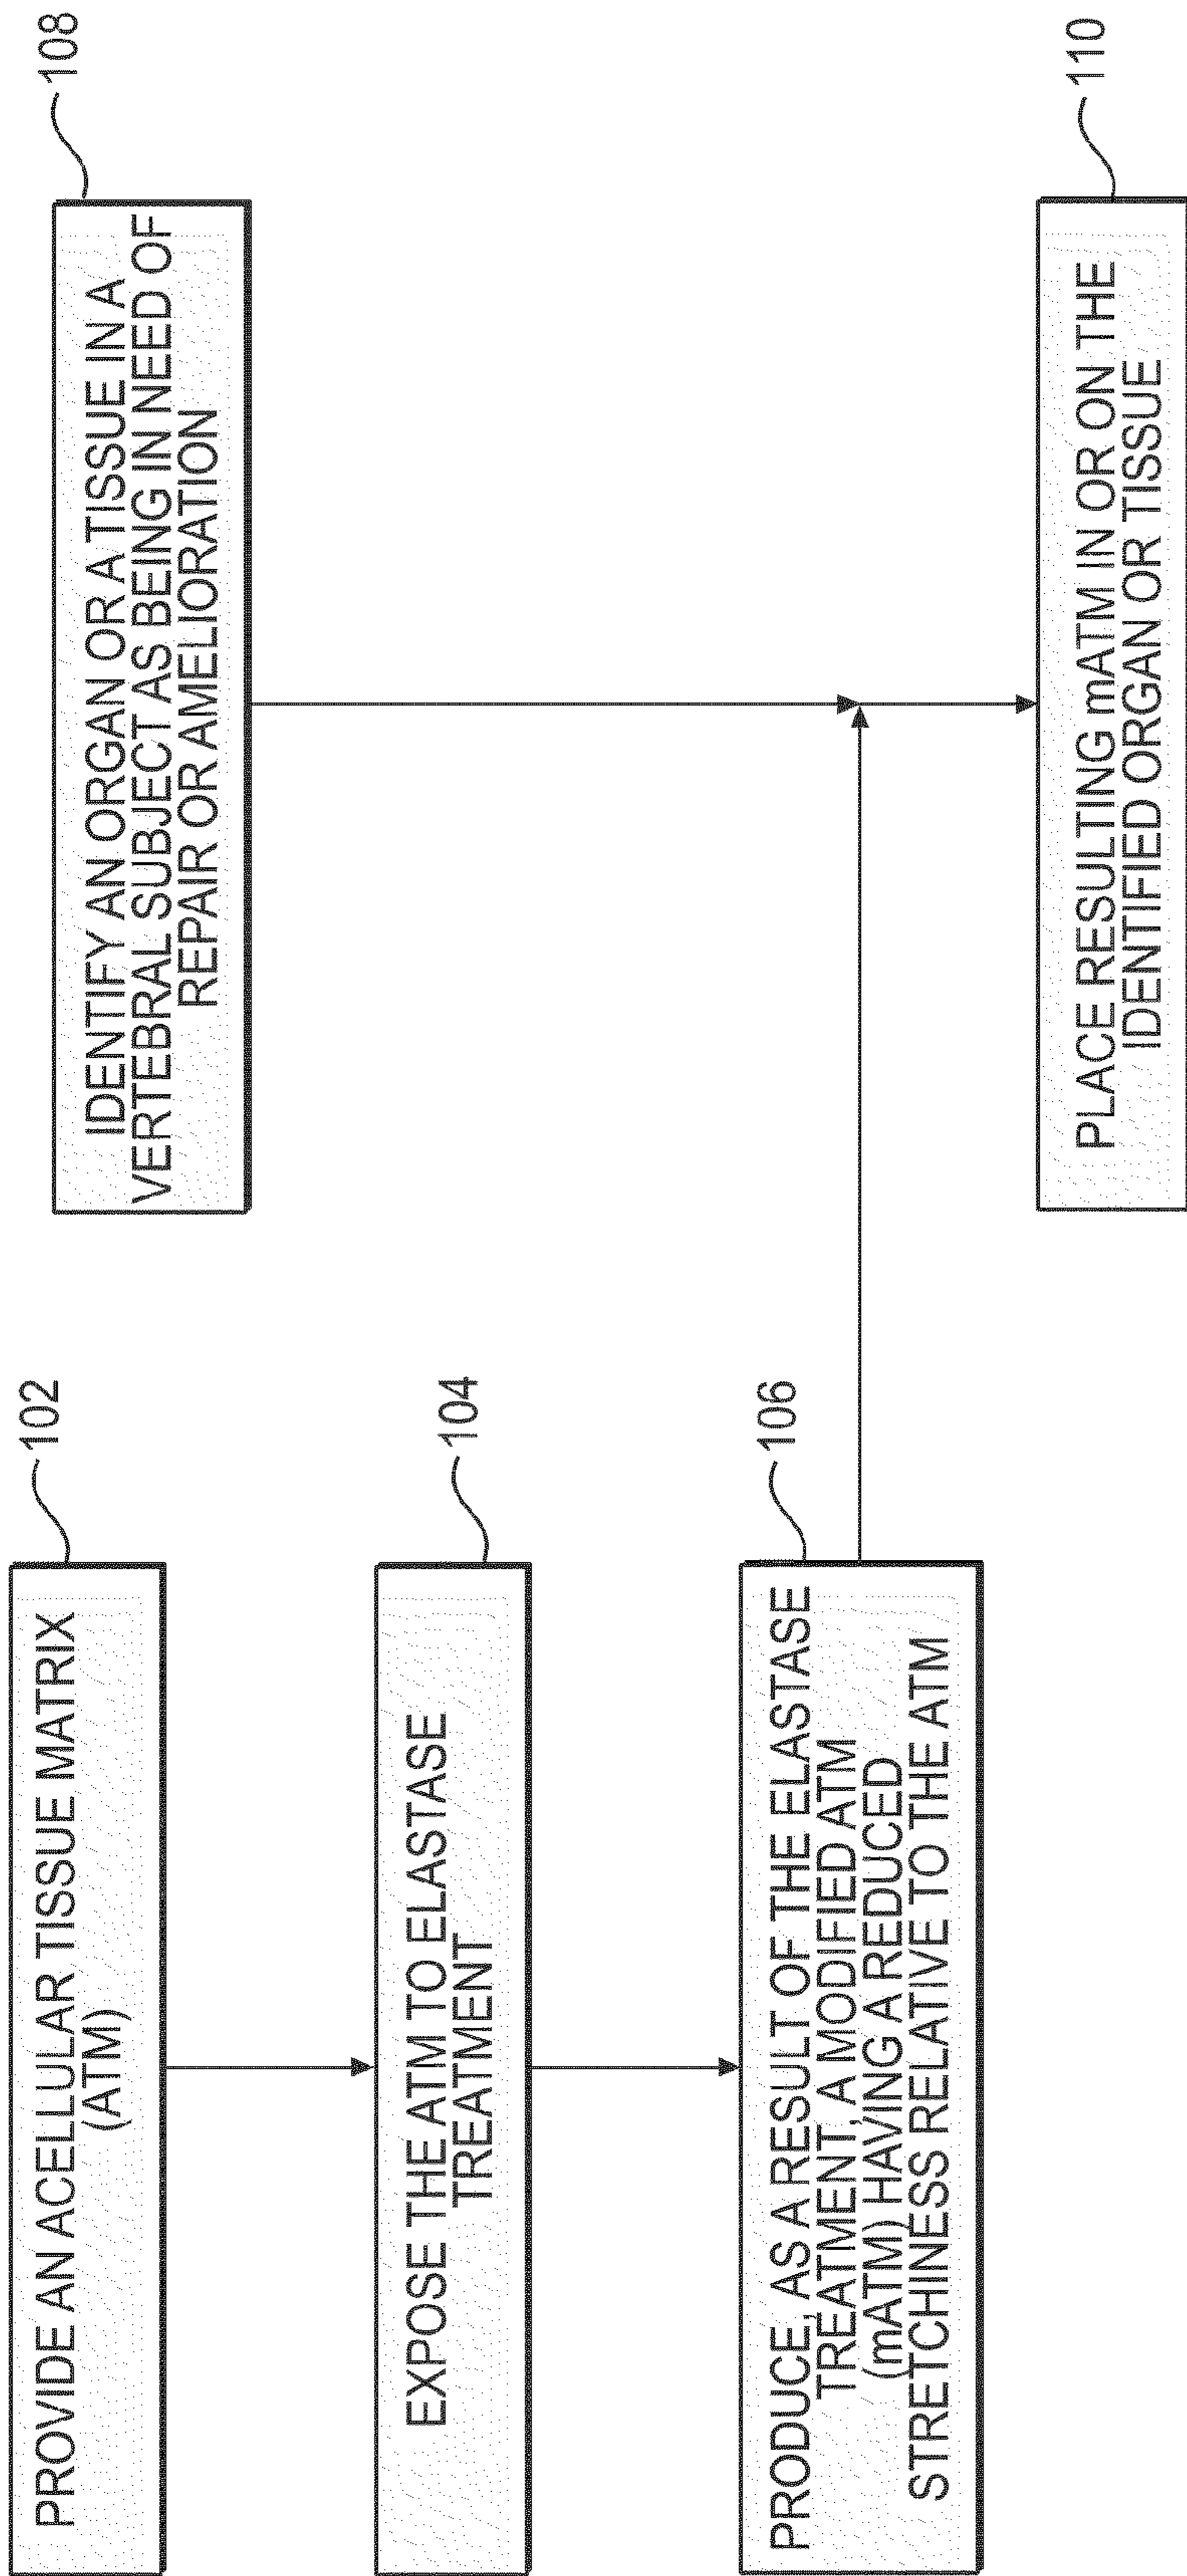 PROVIDE AN ACELLULAR TISSUE MATRIX
(ATM)
102
EXPOSE THE ATM TO ELASTASE
TREATMENT
104
PRODUCE, AS A RESULT OF THE ELASTASE
TREATMENT, A MODIFIED ATM
(mATM) HAVING A REDUCED
STRETCHINESS RELATIVE TO THE ATM
106
IDENTIFY AN ORGAN OR A TISSUE IN A
VERTEBRAL SUBJECT AS BEING IN NEED OF
REPAIR OR AMELIORATION
108
PLACE RESULTING mATM IN OR ON THE
IDENTIFIED ORGAN OR TISSUE
110